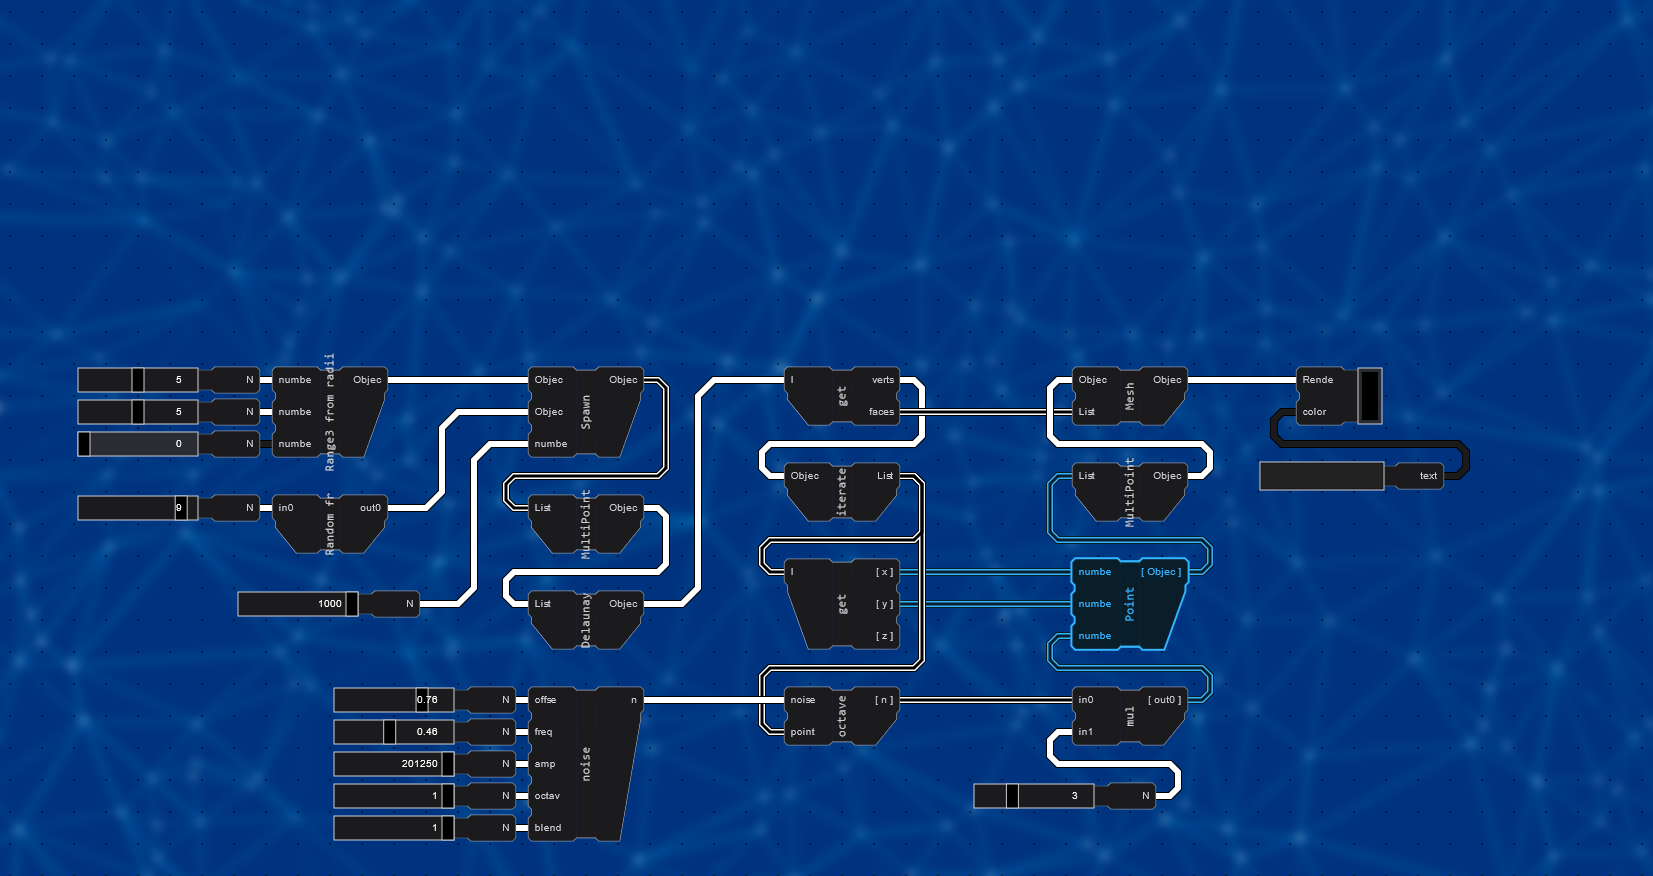 5 N numbe Range3 from radii Objec
5 N numbe
0 N numbe
9 N in0 Random fr out0
1000 N
Objec Spawn Objec
Objec
numbe
List MultiPoint Objec
List Delaunay Objec
0.76 N offse noise n
0.46 N freq
201250 N amp
1 N octav
1 N blend
l get verts
faces
Objec iterate List
l get [ x ]
[ y ]
[ z ]
noise octave [ n ]
point
Objec Mesh Objec
List
List MultiPoint Objec
numbe Point [ Objec ]
numbe
numbe
in0 mul [ out0 ]
in1
3 N
Rende
color
text